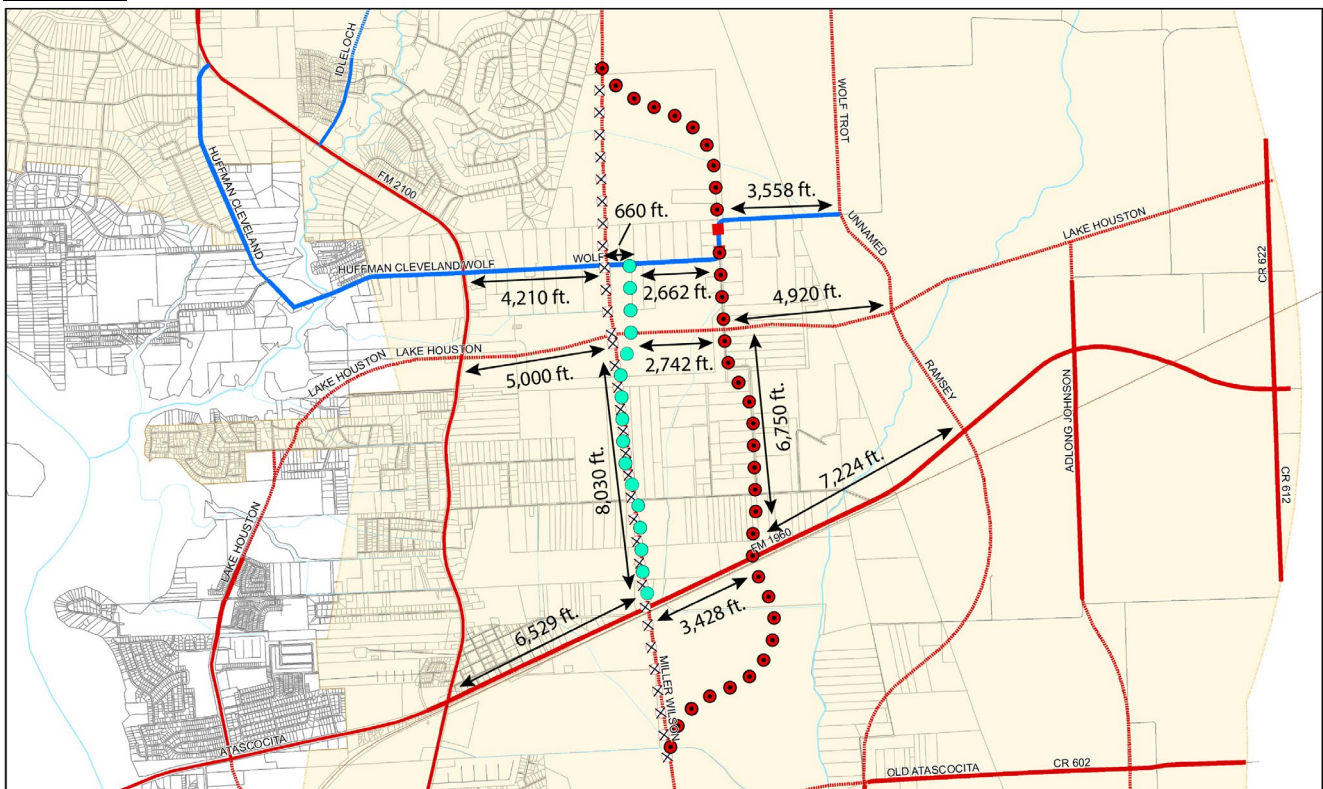 IDLELOCH
WOLF TROT
HUFFMAN CLEVELAND
FM 2100
3,558 ft.
660 ft.
UNNAMED
LAKE HOUSTON
CR 622
WOLF
HUFFMAN CLEVELAND/WOLF
4,210 ft.
2,662 ft.
4,920 ft.
LAKE HOUSTON
LAKE HOUSTON
5,000 ft.
2,742 ft.
RAMSEY
ADLONG JOHNSON
6,750 ft.
8,030 ft.
7,224 ft.
CR 612
LAKE HOUSTON
FM 1960
6,529 ft.
3,428 ft.
MILLER WILSON
ATASCOCITA
OLD ATASCOCITA
CR 602